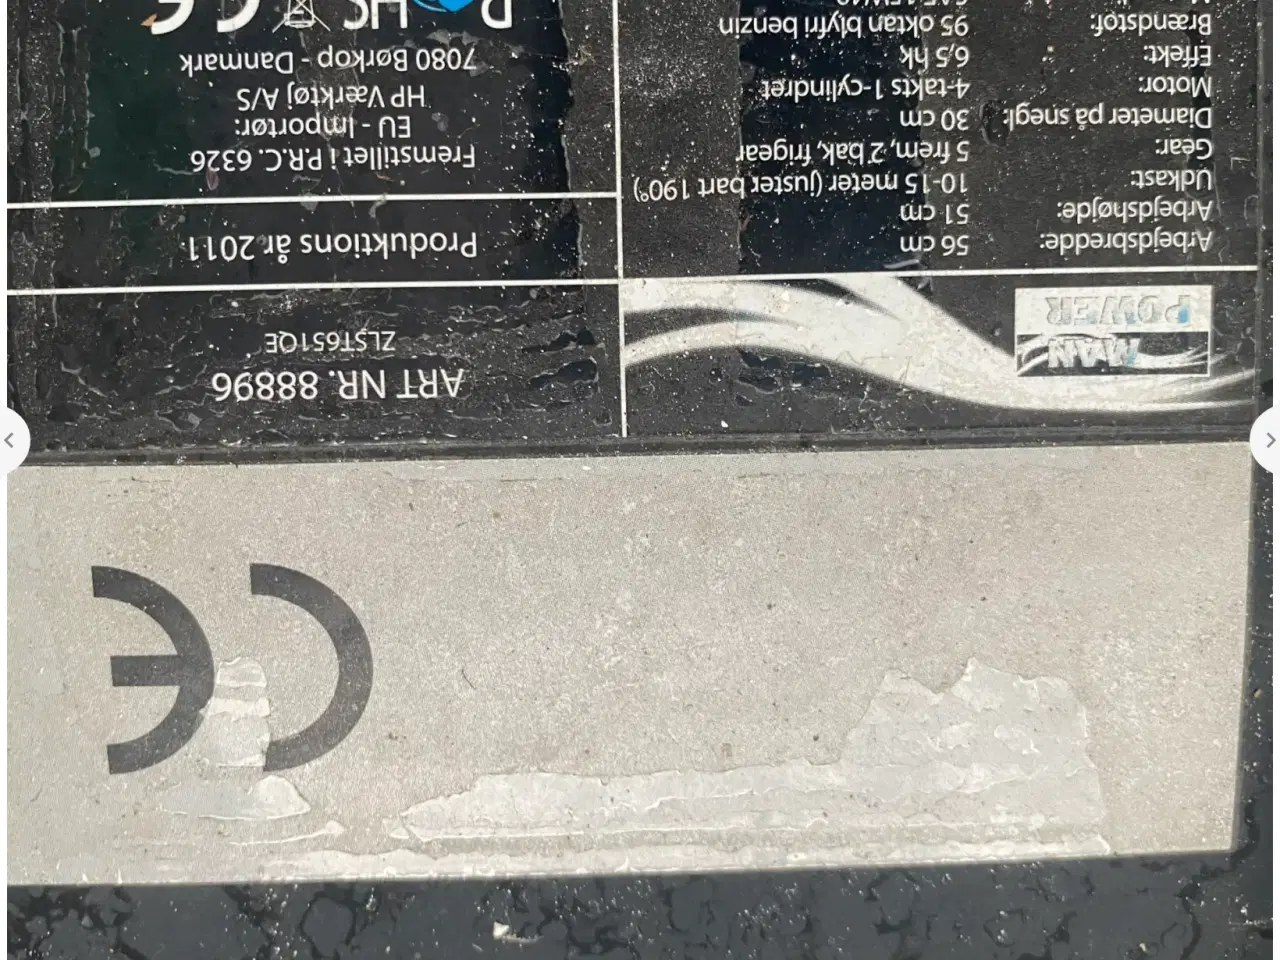 CE
MAN
POWER
Arbejdsbredde: 56 cm
Arbejdshøjde: 51 cm
Udkast: 10-15 meter (juster bart 190°)
Gear: 5 frem, 2 bak, frigear
Diameter på snegl: 30 cm
Motor: 4-takts 1-cylindret
Effekt: 6,5 hk
Brændstof: 95 oktan blyfri benzin
ART NR. 88896
ZLST651QE
Produktions år 2011
Fremstillet i P.R.C. 6326
EU - Importør:
HP Værktøj A/S
7080 Børkop - Danmark
CE